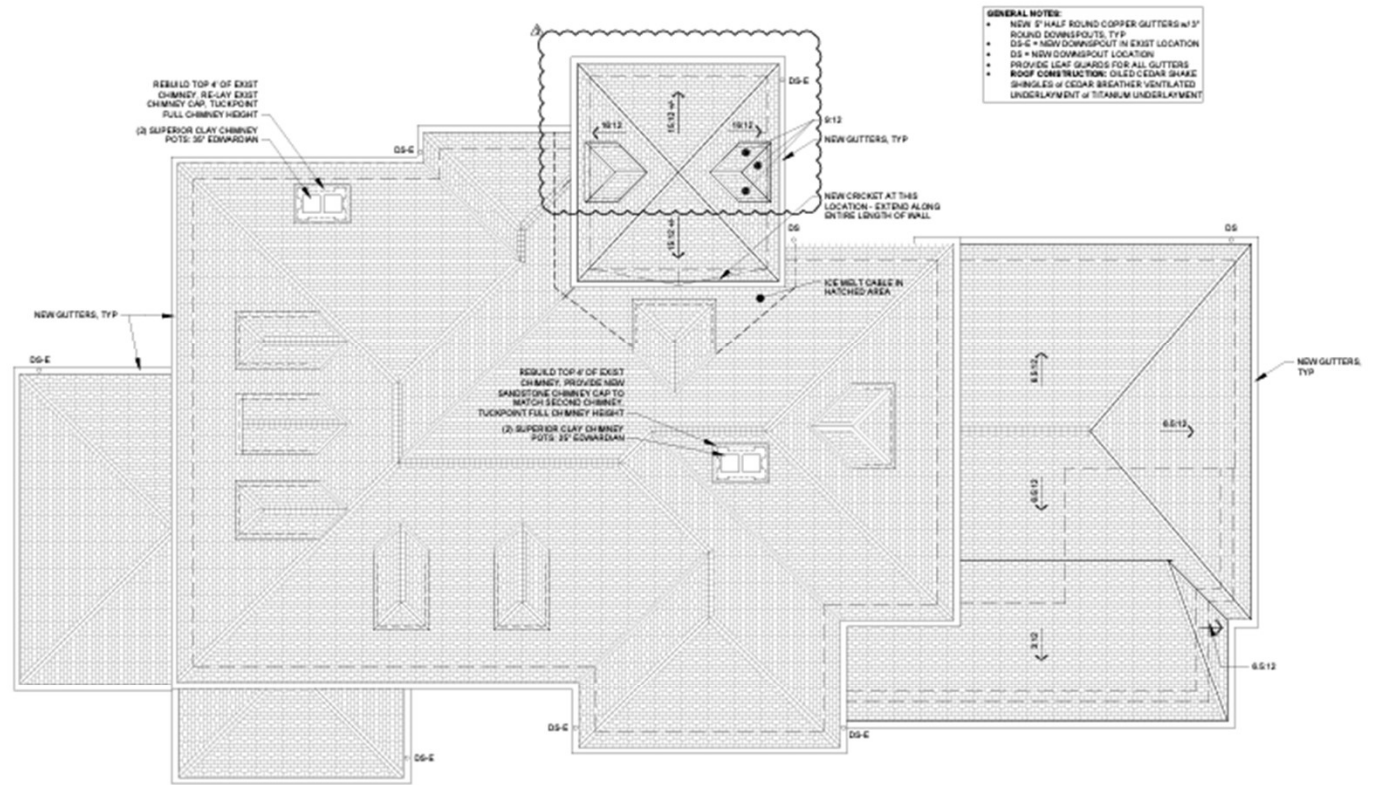 GENERAL NOTES:
• NEW 5" HALF ROUND COPPER GUTTERS w/ 3"
ROUND DOWNSPOUTS, TYP
• DS-E = NEW DOWNSPOUT IN EXIST LOCATION
• DS = NEW DOWNSPOUT LOCATION
• PROVIDE LEAF GUARDS FOR ALL GUTTERS
• ROOF CONSTRUCTION: OILED CEDAR SHAKE
SHINGLES o/ CEDAR BREATHER VENTILATED
UNDERLAYMENT o/ TITANIUM UNDERLAYMENT
REBUILD TOP 4' OF EXIST
CHIMNEY, RE-LAY EXIST
CHIMNEY CAP, TUCKPOINT
FULL CHIMNEY HEIGHT
(2) SUPERIOR CLAY CHIMNEY
POTS: 35" EDWARDIAN
DS-E
DS-E
16:12
15:12 +/-
16:12
9:12
NEW GUTTERS, TYP
NEW CRICKET AT THIS
LOCATION - EXTEND ALONG
ENTIRE LENGTH OF WALL
15:12 +/-
DS
DS
ICE MELT CABLE IN
HATCHED AREA
NEW GUTTERS, TYP
DS-E
REBUILD TOP 4' OF EXIST
CHIMNEY, PROVIDE NEW
SANDSTONE CHIMNEY CAP TO
MATCH SECOND CHIMNEY.
TUCKPOINT FULL CHIMNEY HEIGHT
(2) SUPERIOR CLAY CHIMNEY
POTS: 35" EDWARDIAN
6.5:12
NEW GUTTERS,
TYP
6.5:12
6.5:12
3:12
6.5:12
DS-E
DS-E
DS-E